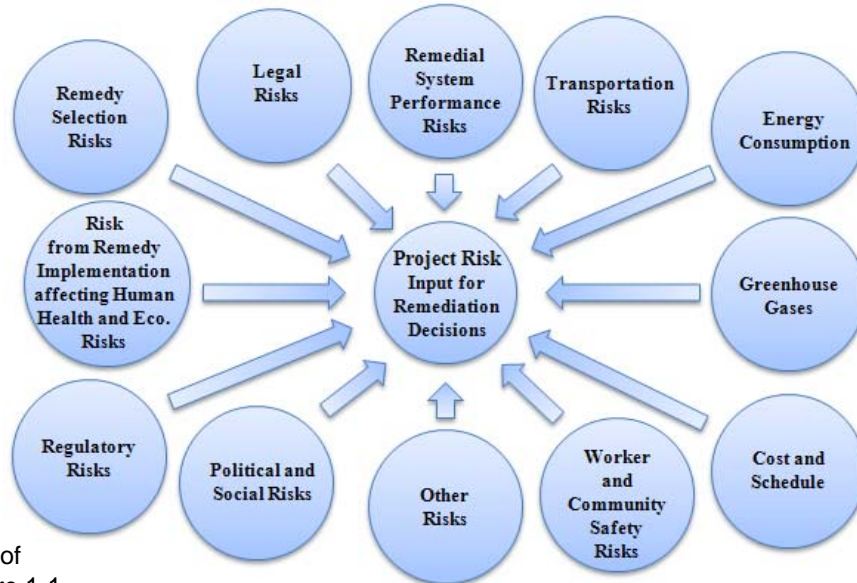 Remedy
Selection
Risks
Legal
Risks
Remedial
System
Performance
Risks
Transportation
Risks
Energy
Consumption
Risk
from Remedy
Implementation
affecting Human
Health and Eco.
Risks
Project Risk
Input for
Remediation
Decisions
Greenhouse
Gases
Regulatory
Risks
Political and
Social Risks
Other
Risks
Worker
and
Community
Safety
Risks
Cost and
Schedule
of